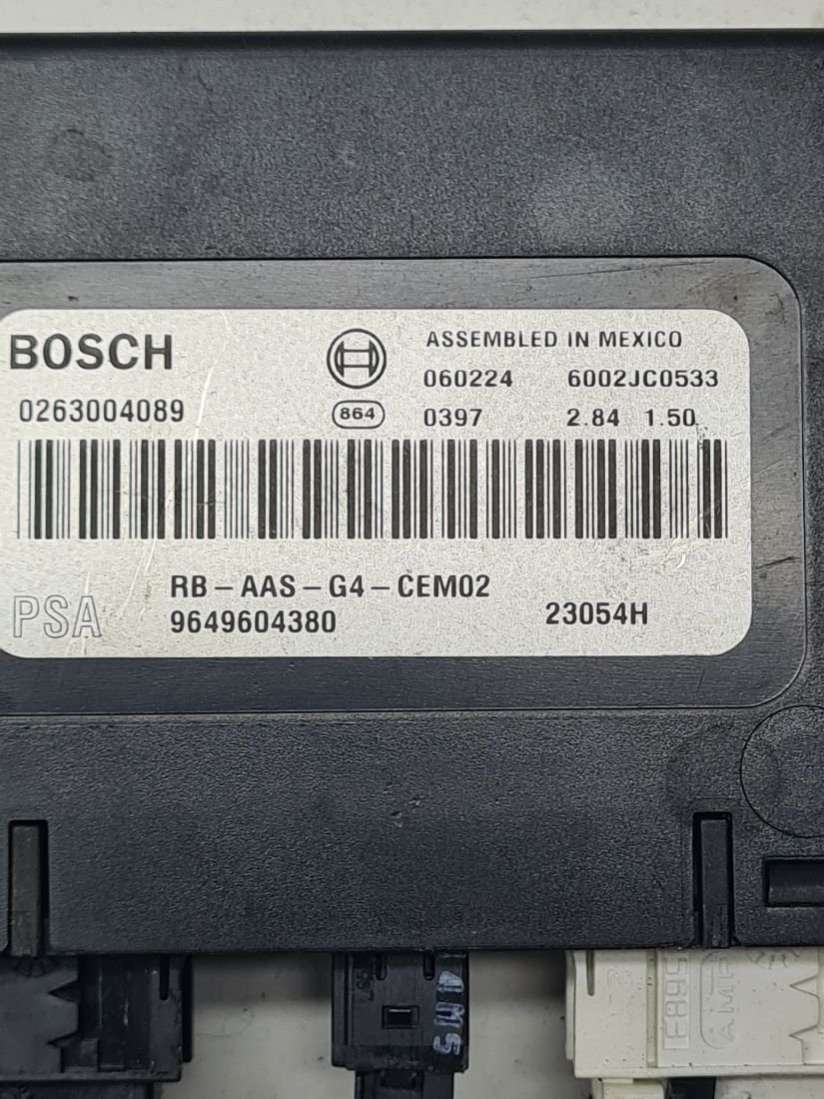 BOSCH
ASSEMBLED IN MEXICO
060224 6002JC0533
0263004089
864
0397 2.84 1.50
RB-AAS-G4-CEM02
PSA 9649604380 23054H
AMP